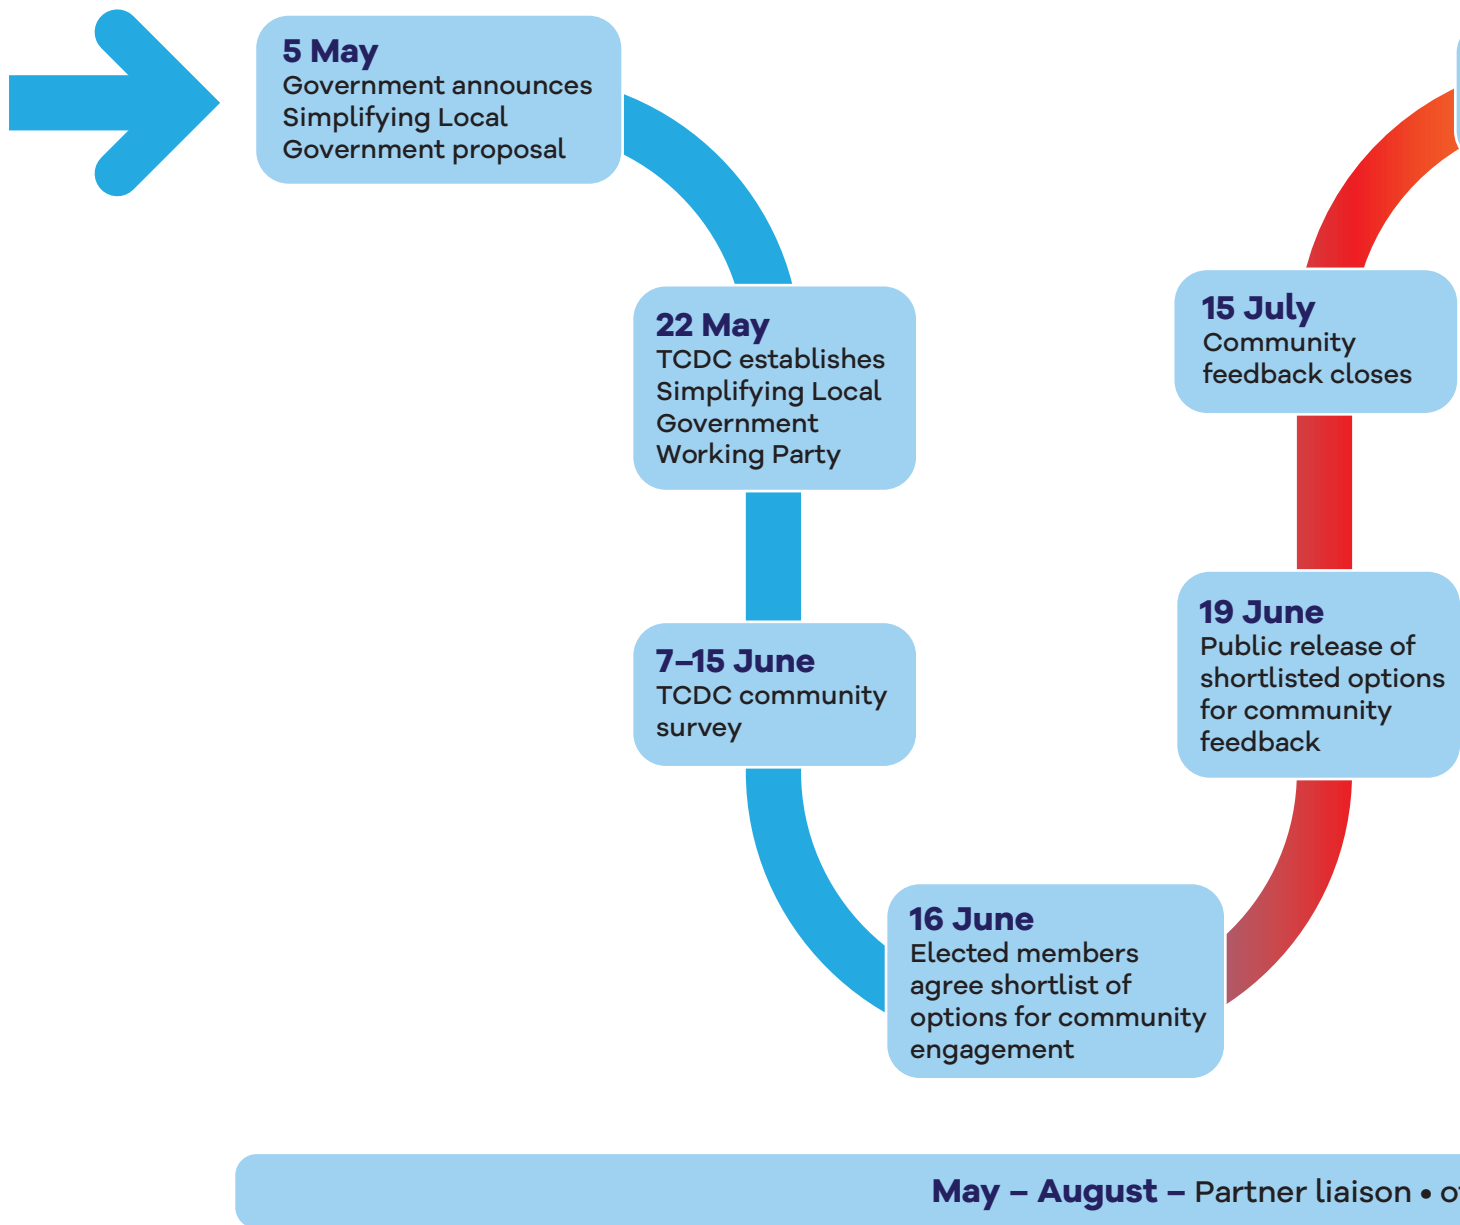 5 May
Government announces
Simplifying Local
Government proposal
22 May
TCDC establishes
Simplifying Local
Government
Working Party
7–15 June
TCDC community
survey
16 June
Elected members
agree shortlist of
options for community
engagement
19 June
Public release of
shortlisted options
for community
feedback
15 July
Community
feedback closes
May – August – Partner liaison •